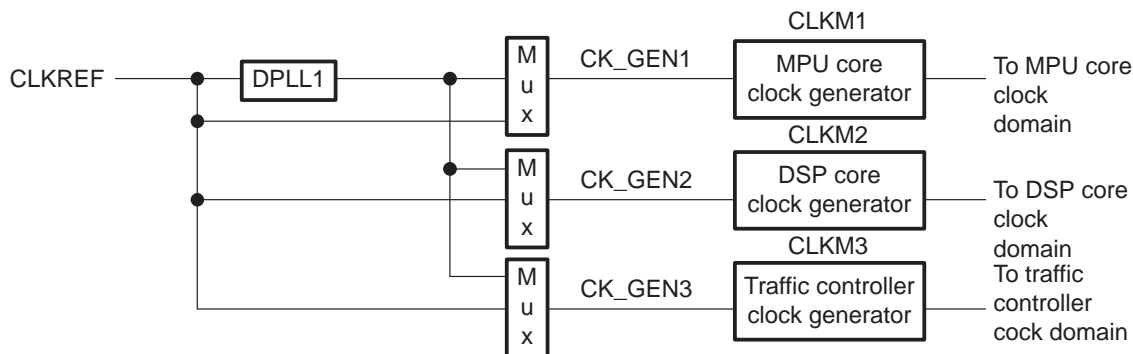 CLKREF
DPLL1
M
u
x
CK_GEN1
CLKM1
MPU core
clock generator
To MPU core
clock
domain
M
u
x
CK_GEN2
CLKM2
DSP core
clock generator
To DSP core
clock
domain
M
u
x
CK_GEN3
CLKM3
Traffic controller
clock generator
To traffic
controller
cock domain